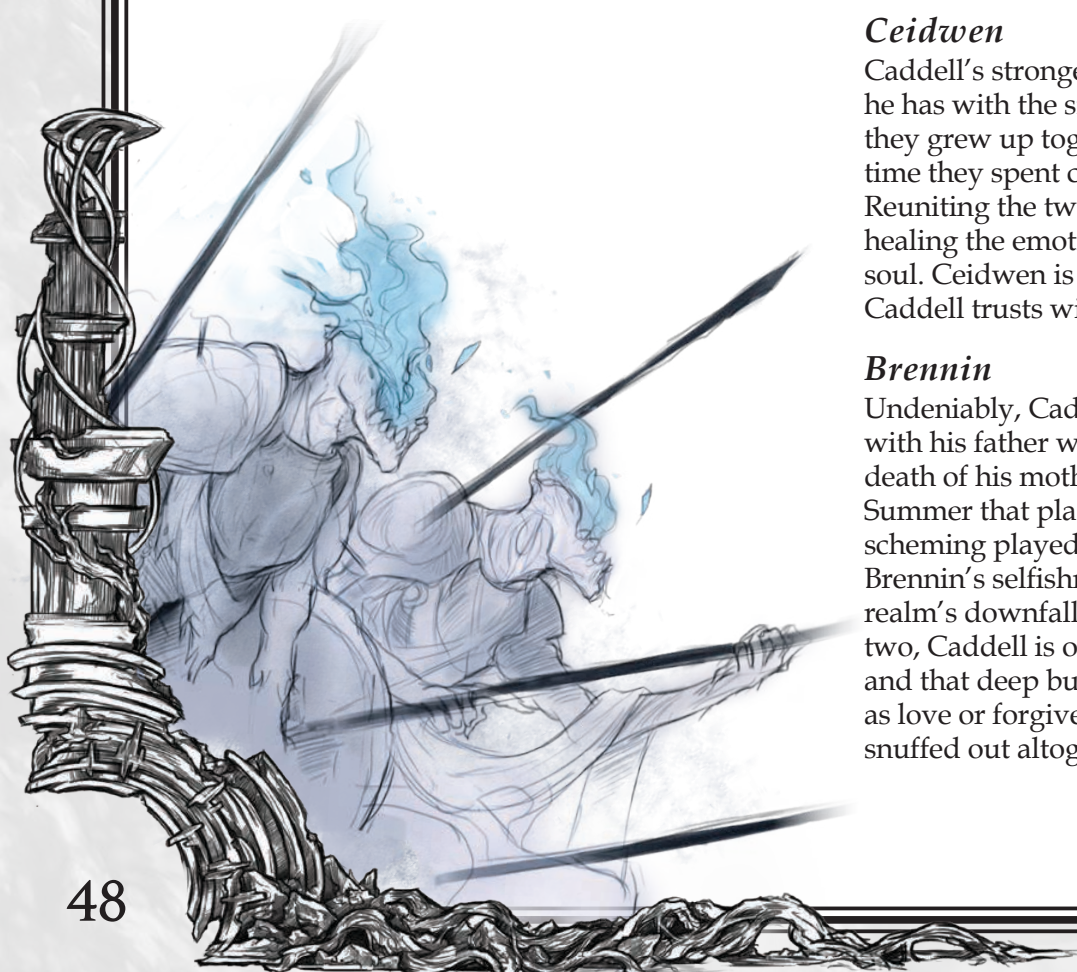 Ceidwen
Caddell’s stronge
he has with the s
they grew up tog
time they spent
Reuniting the tw
healing the emot
soul. Ceidwen is
Caddell trusts wi
Brennin
Undeniably, Cad
with his father w
death of his moth
Summer that pla
scheming played
Brennin’s selfish
realm’s downfall
two, Caddell is o
and that deep bu
as love or forgive
snuffed out altog
48